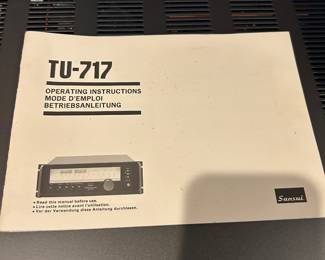 TU-717
OPERATING INSTRUCTIONS
MODE D'EMPLOI
BETRIEBSANLEITUNG
• Read this manual before use.
• Lire cette notice avant l'utilisation.
• Vor der Verwendung diese Anleitung durchlesen.
Sansui